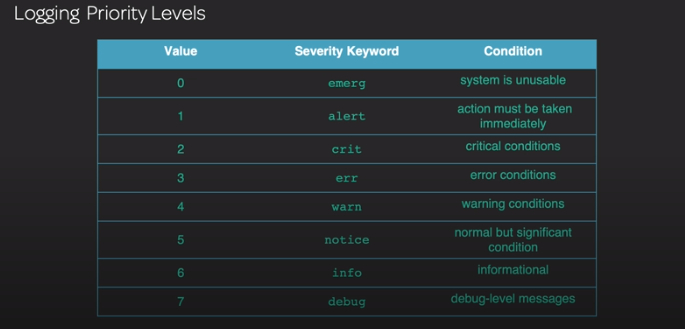 Logging Priority Levels
Value Severity Keyword Condition
0 emerg system is unusable
1 alert action must be taken
immediately
2 crit critical conditions
3 err error conditions
4 warn warning conditions
5 notice normal but significant
condition
6 info informational
7 debug debug-level messages